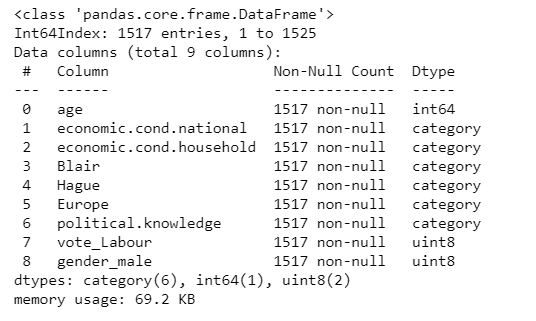 <class 'pandas.core.frame.DataFrame'>
Int64Index: 1517 entries, 1 to 1525
Data columns (total 9 columns):
 #   Column                   Non-Null Count  Dtype
---  ------                   --------------  -----
 0   age                      1517 non-null   int64
 1   economic.cond.national   1517 non-null   category
 2   economic.cond.household  1517 non-null   category
 3   Blair                    1517 non-null   category
 4   Hague                    1517 non-null   category
 5   Europe                   1517 non-null   category
 6   political.knowledge      1517 non-null   category
 7   vote_Labour              1517 non-null   uint8
 8   gender_male              1517 non-null   uint8
dtypes: category(6), int64(1), uint8(2)
memory usage: 69.2 KB